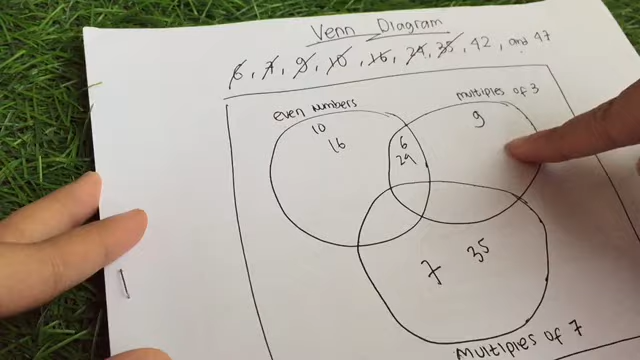 Venn Diagram
6, 7, 9, 10, 16, 24, 35, 42, and 47
even numbers
multiples of 3
10
16
6
24
9
7 35
Multiples of 7